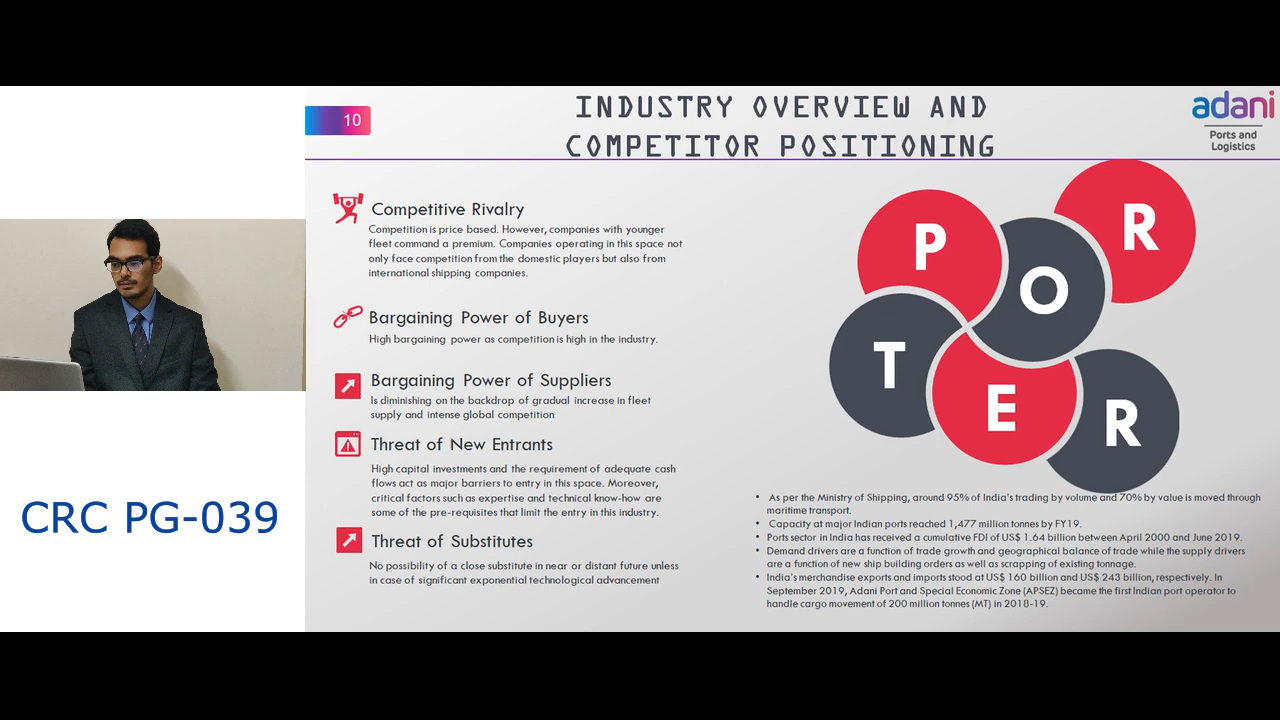 10
INDUSTRY OVERVIEW AND
COMPETITOR POSITIONING
adani
Ports and
Logistics
Competitive Rivalry
Competition is price based. However, companies with younger
fleet command a premium. Companies operating in this space not
only face competition from the domestic players but also from
international shipping companies.
Bargaining Power of Buyers
High bargaining power as competition is high in the industry.
Bargaining Power of Suppliers
Is diminishing on the backdrop of gradual increase in fleet
supply and intense global competition
Threat of New Entrants
High capital investments and the requirement of adequate cash
flows act as major barriers to entry in this space. Moreover,
critical factors such as expertise and technical know-how are
some of the pre-requisites that limit the entry in this industry.
Threat of Substitutes
No possibility of a close substitute in near or distant future unless
in case of significant exponential technological advancement
P
O
R
T
E
R
• As per the Ministry of Shipping, around 95% of India's trading by volume and 70% by value is moved through
maritime transport.
• Capacity at major Indian ports reached 1,477 million tonnes by FY19.
• Ports sector in India has received a cumulative FDI of US$ 1.64 billion between April 2000 and June 2019.
• Demand drivers are a function of trade growth and geographical balance of trade while the supply drivers
are a function of new ship building orders as well as scrapping of existing tonnage.
• India's merchandise exports and imports stood at US$ 160 billion and US$ 243 billion, respectively. In
September 2019, Adani Port and Special Economic Zone (APSEZ) became the first Indian port operator to
handle cargo movement of 200 million tonnes (MT) in 2018-19.
CRC PG-039